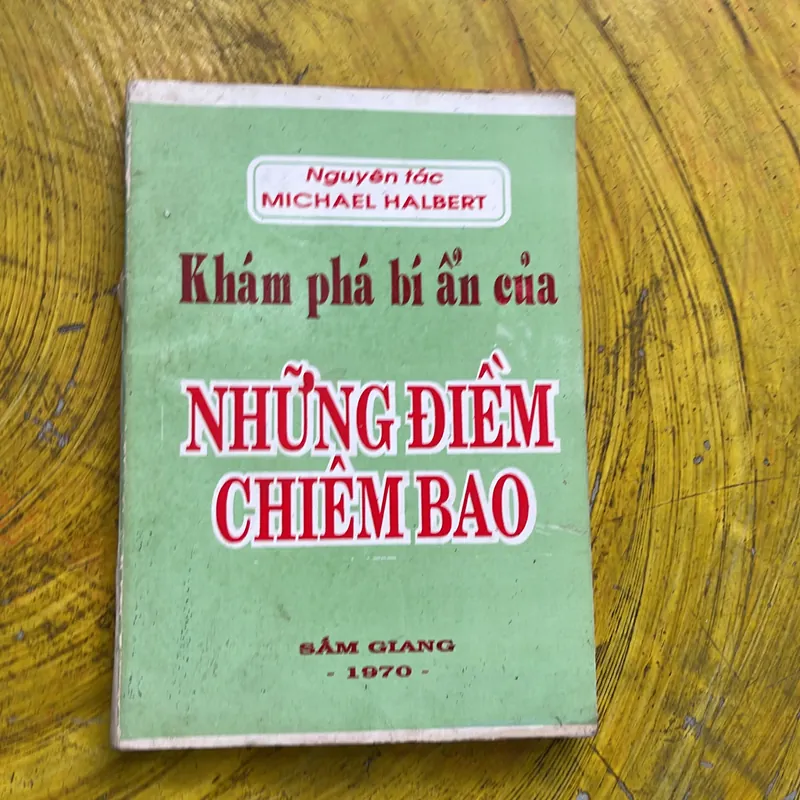 Nguyên tác
MICHAEL HALBERT
Khám phá bí ẩn của
NHỮNG ĐIỀM
CHIÊM BAO
SẤM GIANG
- 1970 -